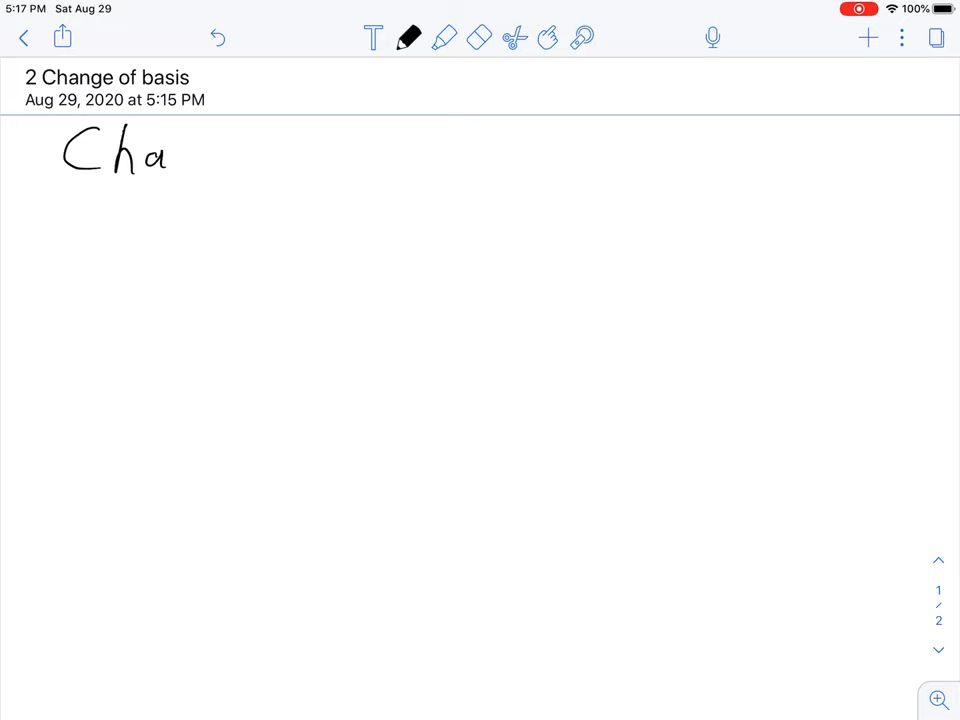 5:17 PM Sat Aug 29 100%
2 Change of basis
Aug 29, 2020 at 5:15 PM
Cha
1
/
2